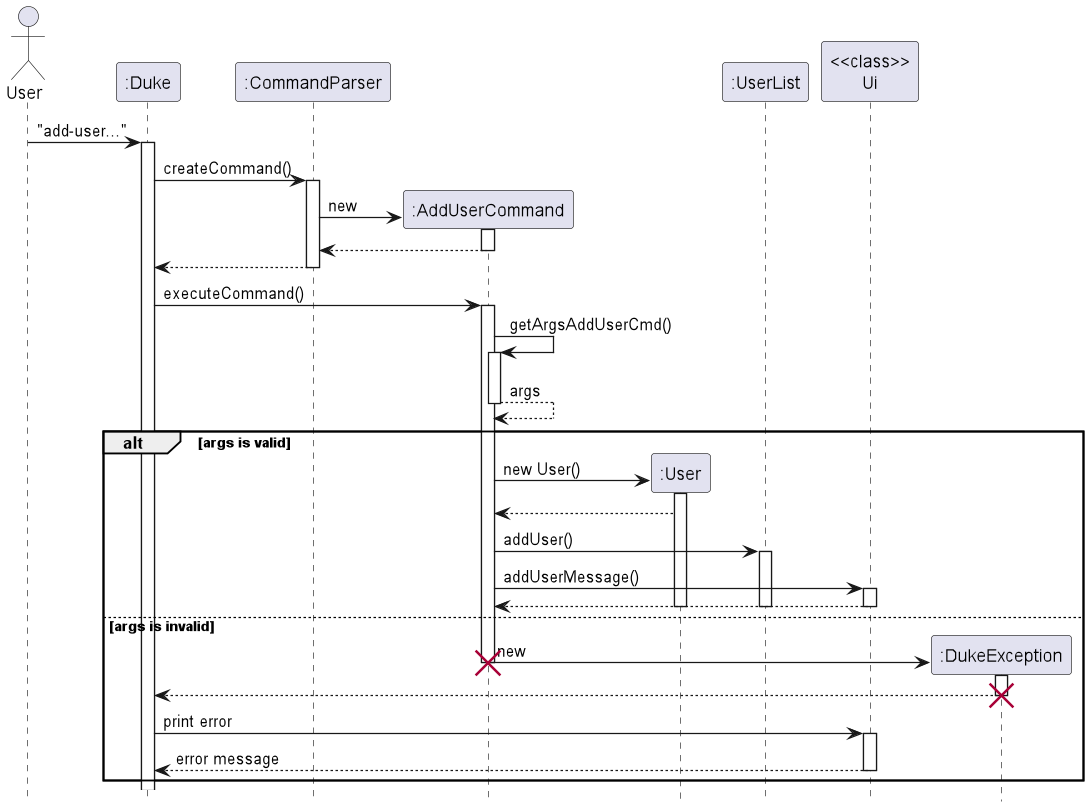 User
:Duke
:CommandParser
:UserList
<<class>>
Ui
"add-user..."
createCommand()
new
:AddUserCommand
executeCommand()
getArgsAddUserCmd()
args
alt
[args is valid]
new User()
:User
addUser()
addUserMessage()
[args is invalid]
new
:DukeException
print error
error message